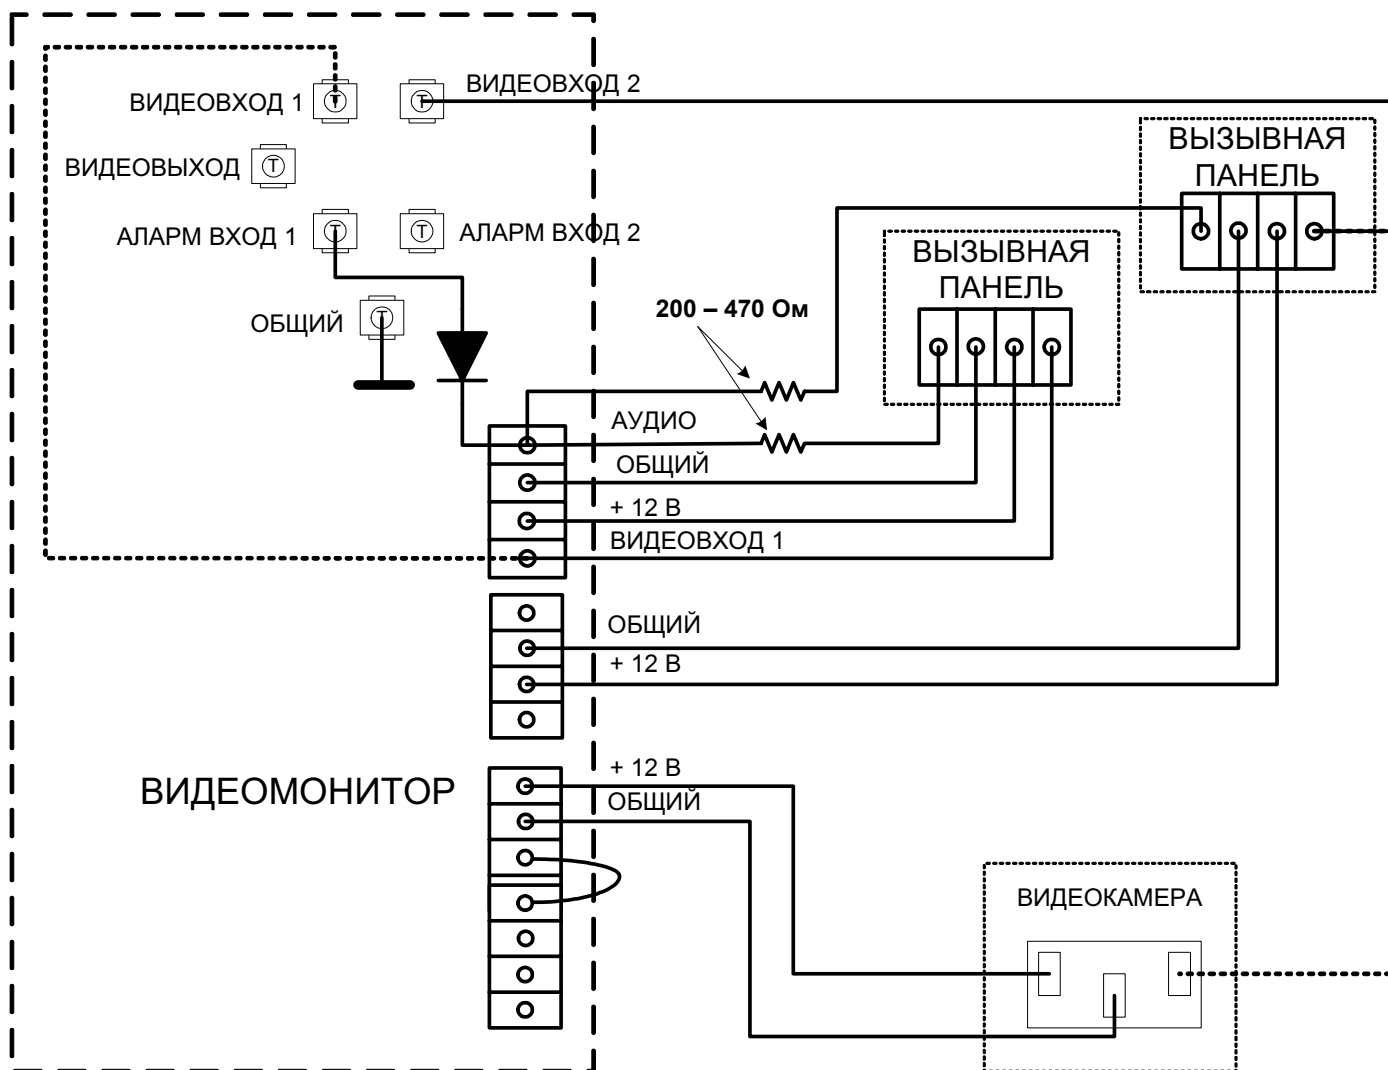 ВИДЕОВХОД 1
ВИДЕОВХОД 2
ВИДЕОВЫХОД
АЛАРМ ВХОД 1
АЛАРМ ВХОД 2
ОБЩИЙ
ВЫЗЫВНАЯ
ПАНЕЛЬ
ВЫЗЫВНАЯ
ПАНЕЛЬ
200 – 470 Ом
АУДИО
ОБЩИЙ
+ 12 В
ВИДЕОВХОД 1
ОБЩИЙ
+ 12 В
ВИДЕОМОНИТОР
+ 12 В
ОБЩИЙ
ВИДЕОКАМЕРА